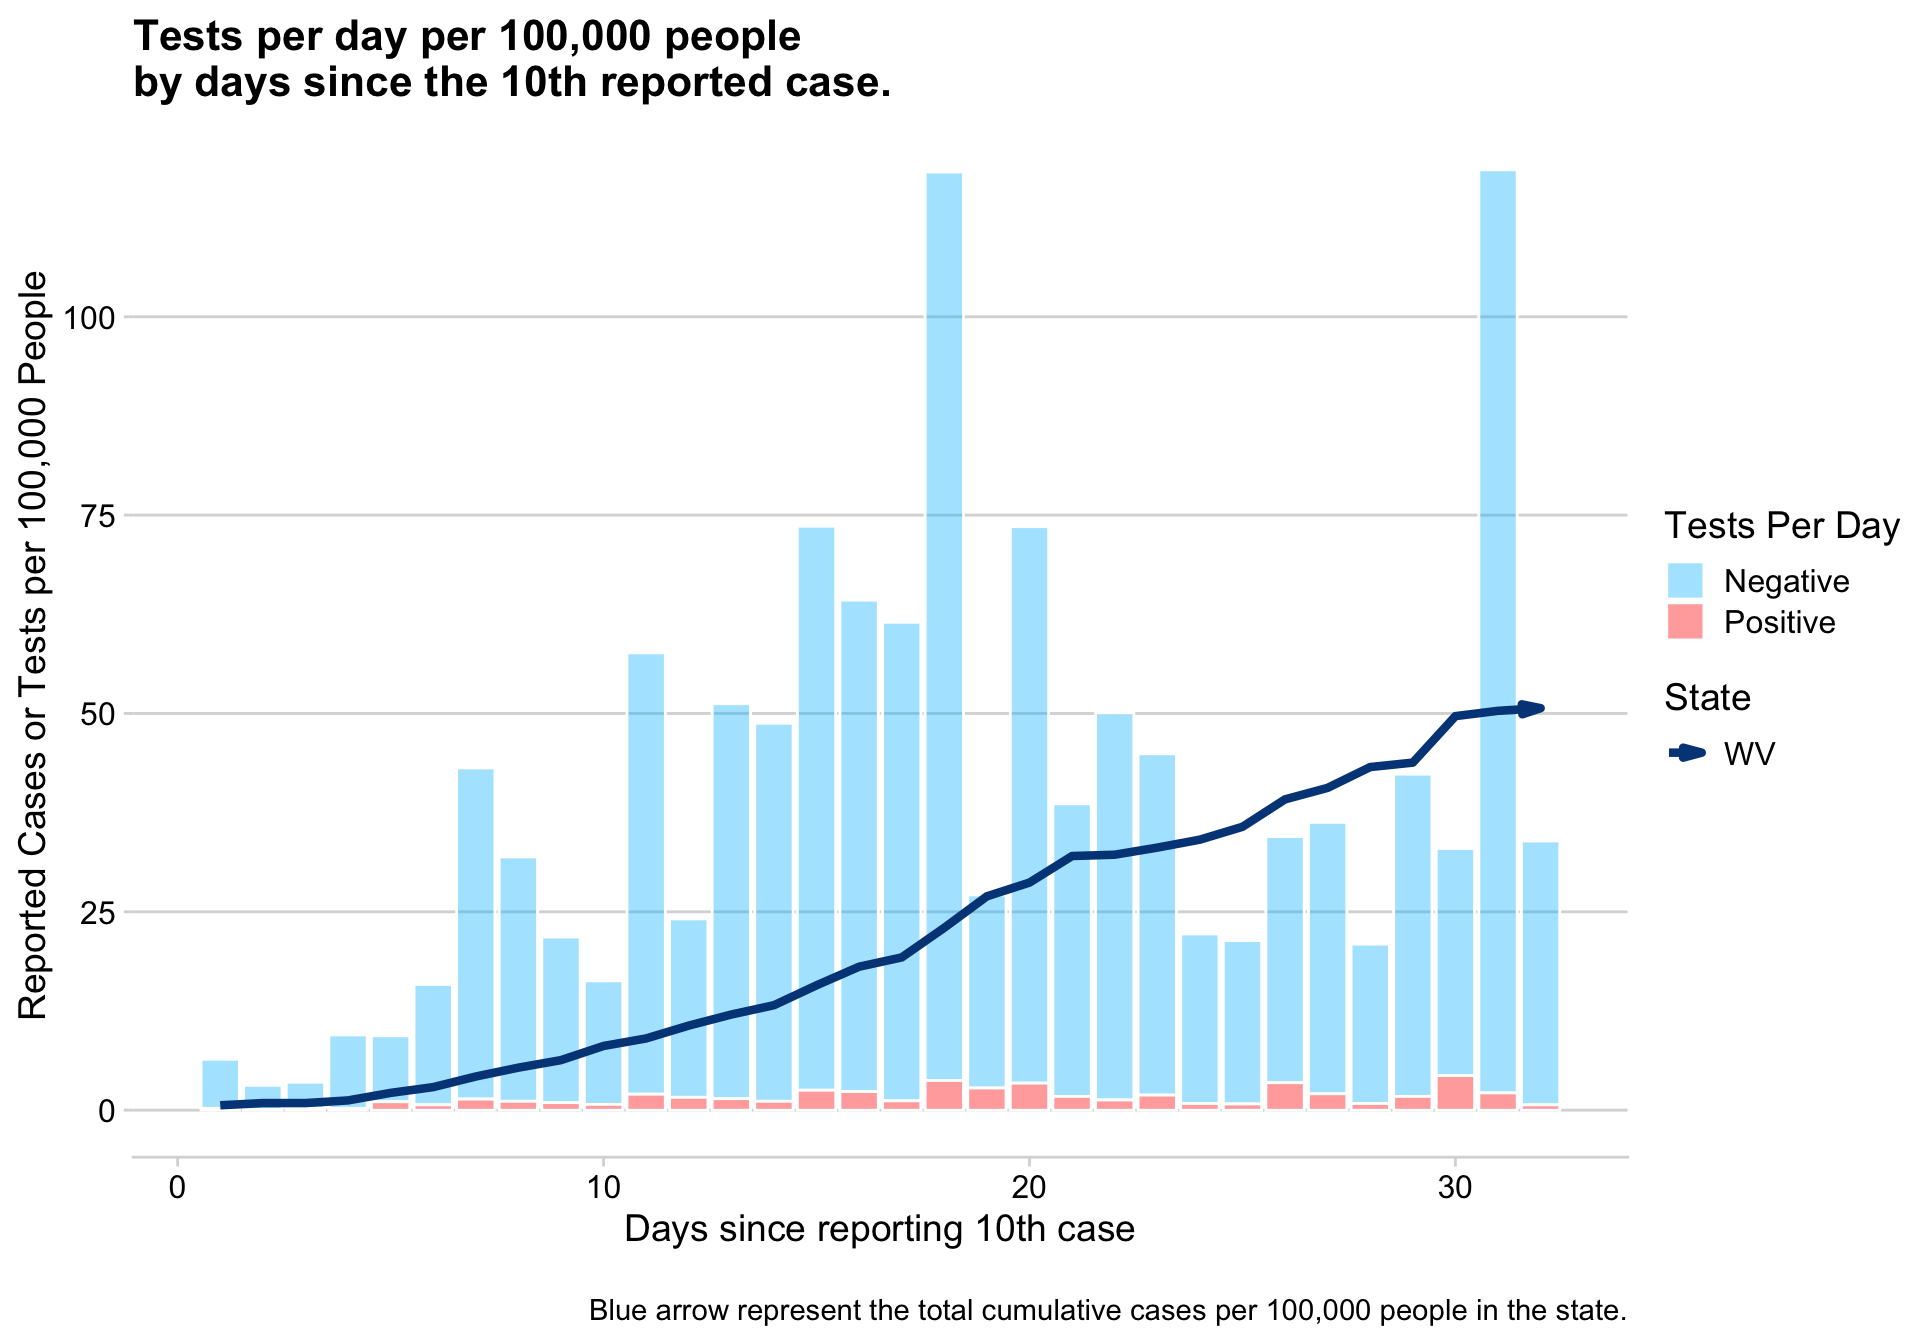 Tests per day per 100,000 people
by days since the 10th reported case.
Reported Cases or Tests per 100,000 People
100
75
50
25
0
0
10
20
30
Days since reporting 10th case
Tests Per Day
Negative
Positive
State
WV
Blue arrow represent the total cumulative cases per 100,000 people in the state.